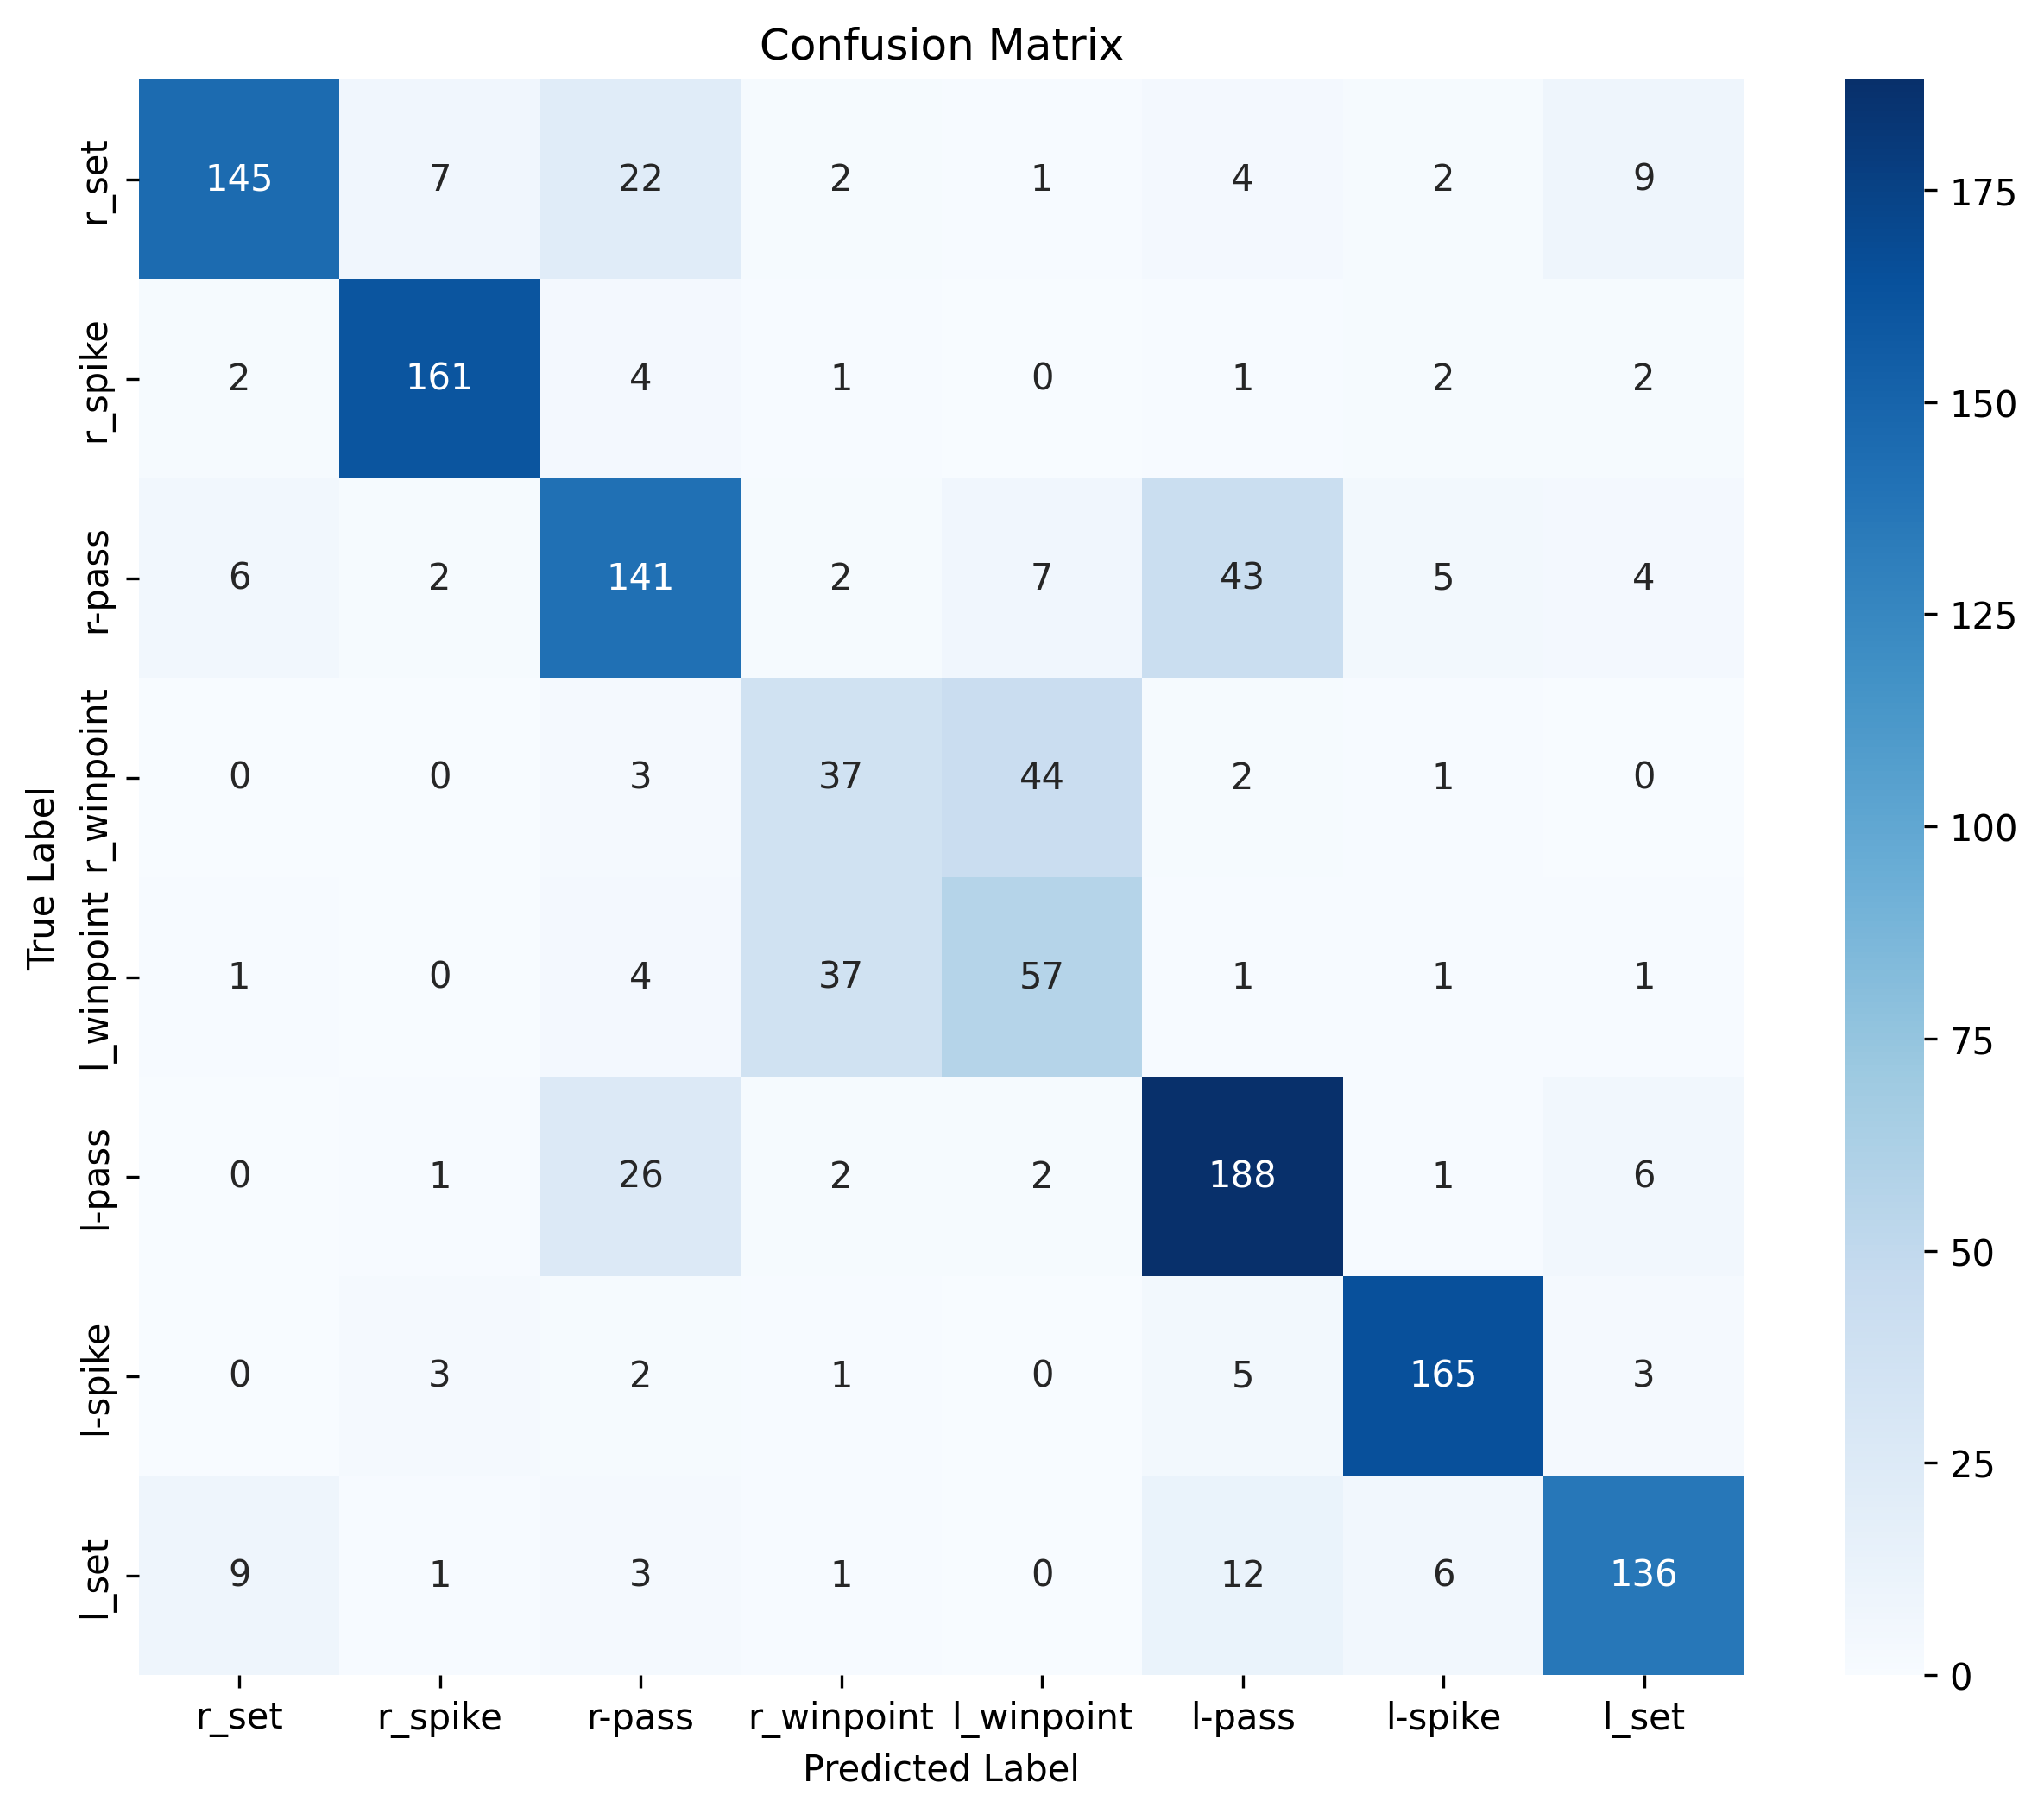 Confusion Matrix
True Label
r_set 145 7 22 2 1 4 2 9
r_spike 2 161 4 1 0 1 2 2
r-pass 6 2 141 2 7 43 5 4
r_winpoint 0 0 3 37 44 2 1 0
l_winpoint 1 0 4 37 57 1 1 1
l-pass 0 1 26 2 2 188 1 6
l-spike 0 3 2 1 0 5 165 3
l_set 9 1 3 1 0 12 6 136
r_set r_spike r-pass r_winpoint l_winpoint l-pass l-spike l_set
Predicted Label
175
150
125
100
75
50
25
0